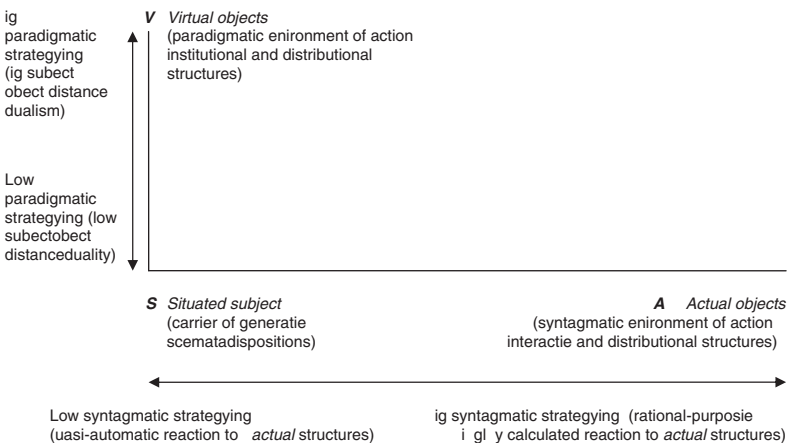 ig
paradigmatic
strategying
(ig subect
obect distance
dualism)
V Virtual objects
(paradigmatic enironment of action
institutional and distributional
structures)
Low
paradigmatic
strategying (low
subectobect
distanceduality)
S Situated subject
(carrier of generatie
scematadispositions)
A Actual objects
(syntagmatic enironment of action
interactie and distributional structures)
Low syntagmatic strategying
(uasi-automatic reaction to actual structures)
ig syntagmatic strategying (rational-purposie
i gl y calculated reaction to actual structures)